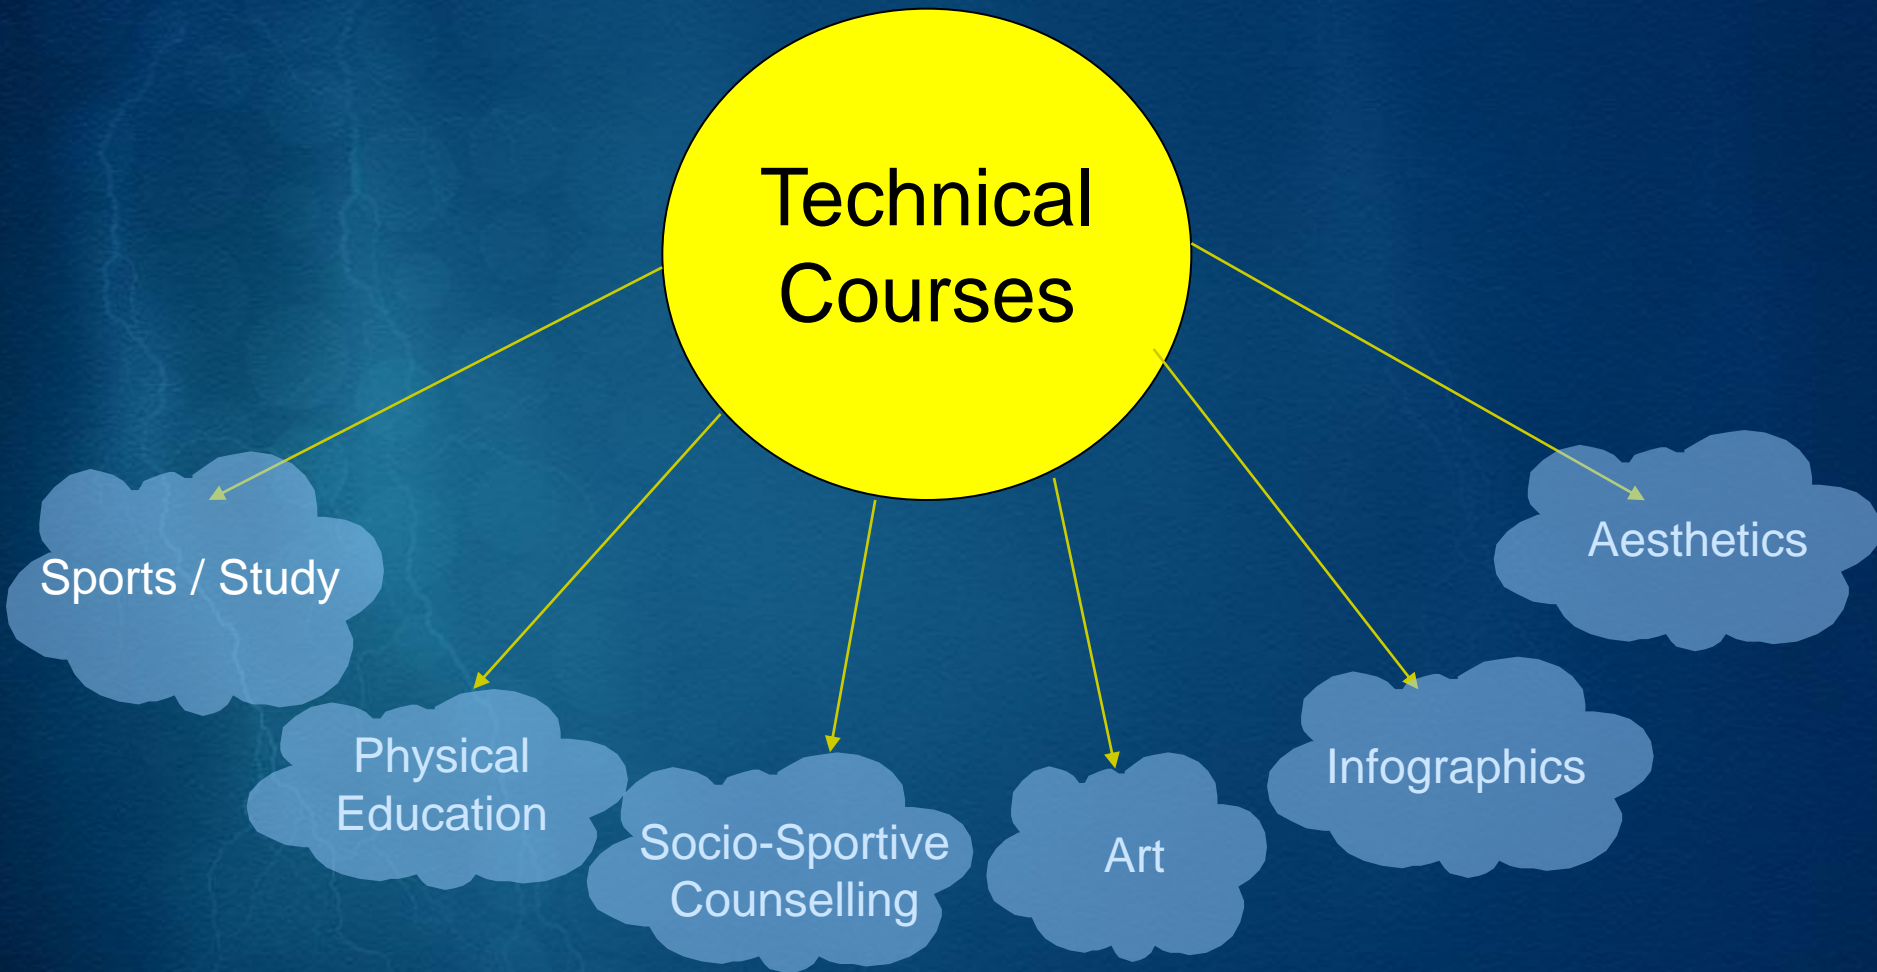 Technical
Courses
Sports / Study
Physical
Education
Socio-Sportive
Counselling
Art
Infographics
Aesthetics